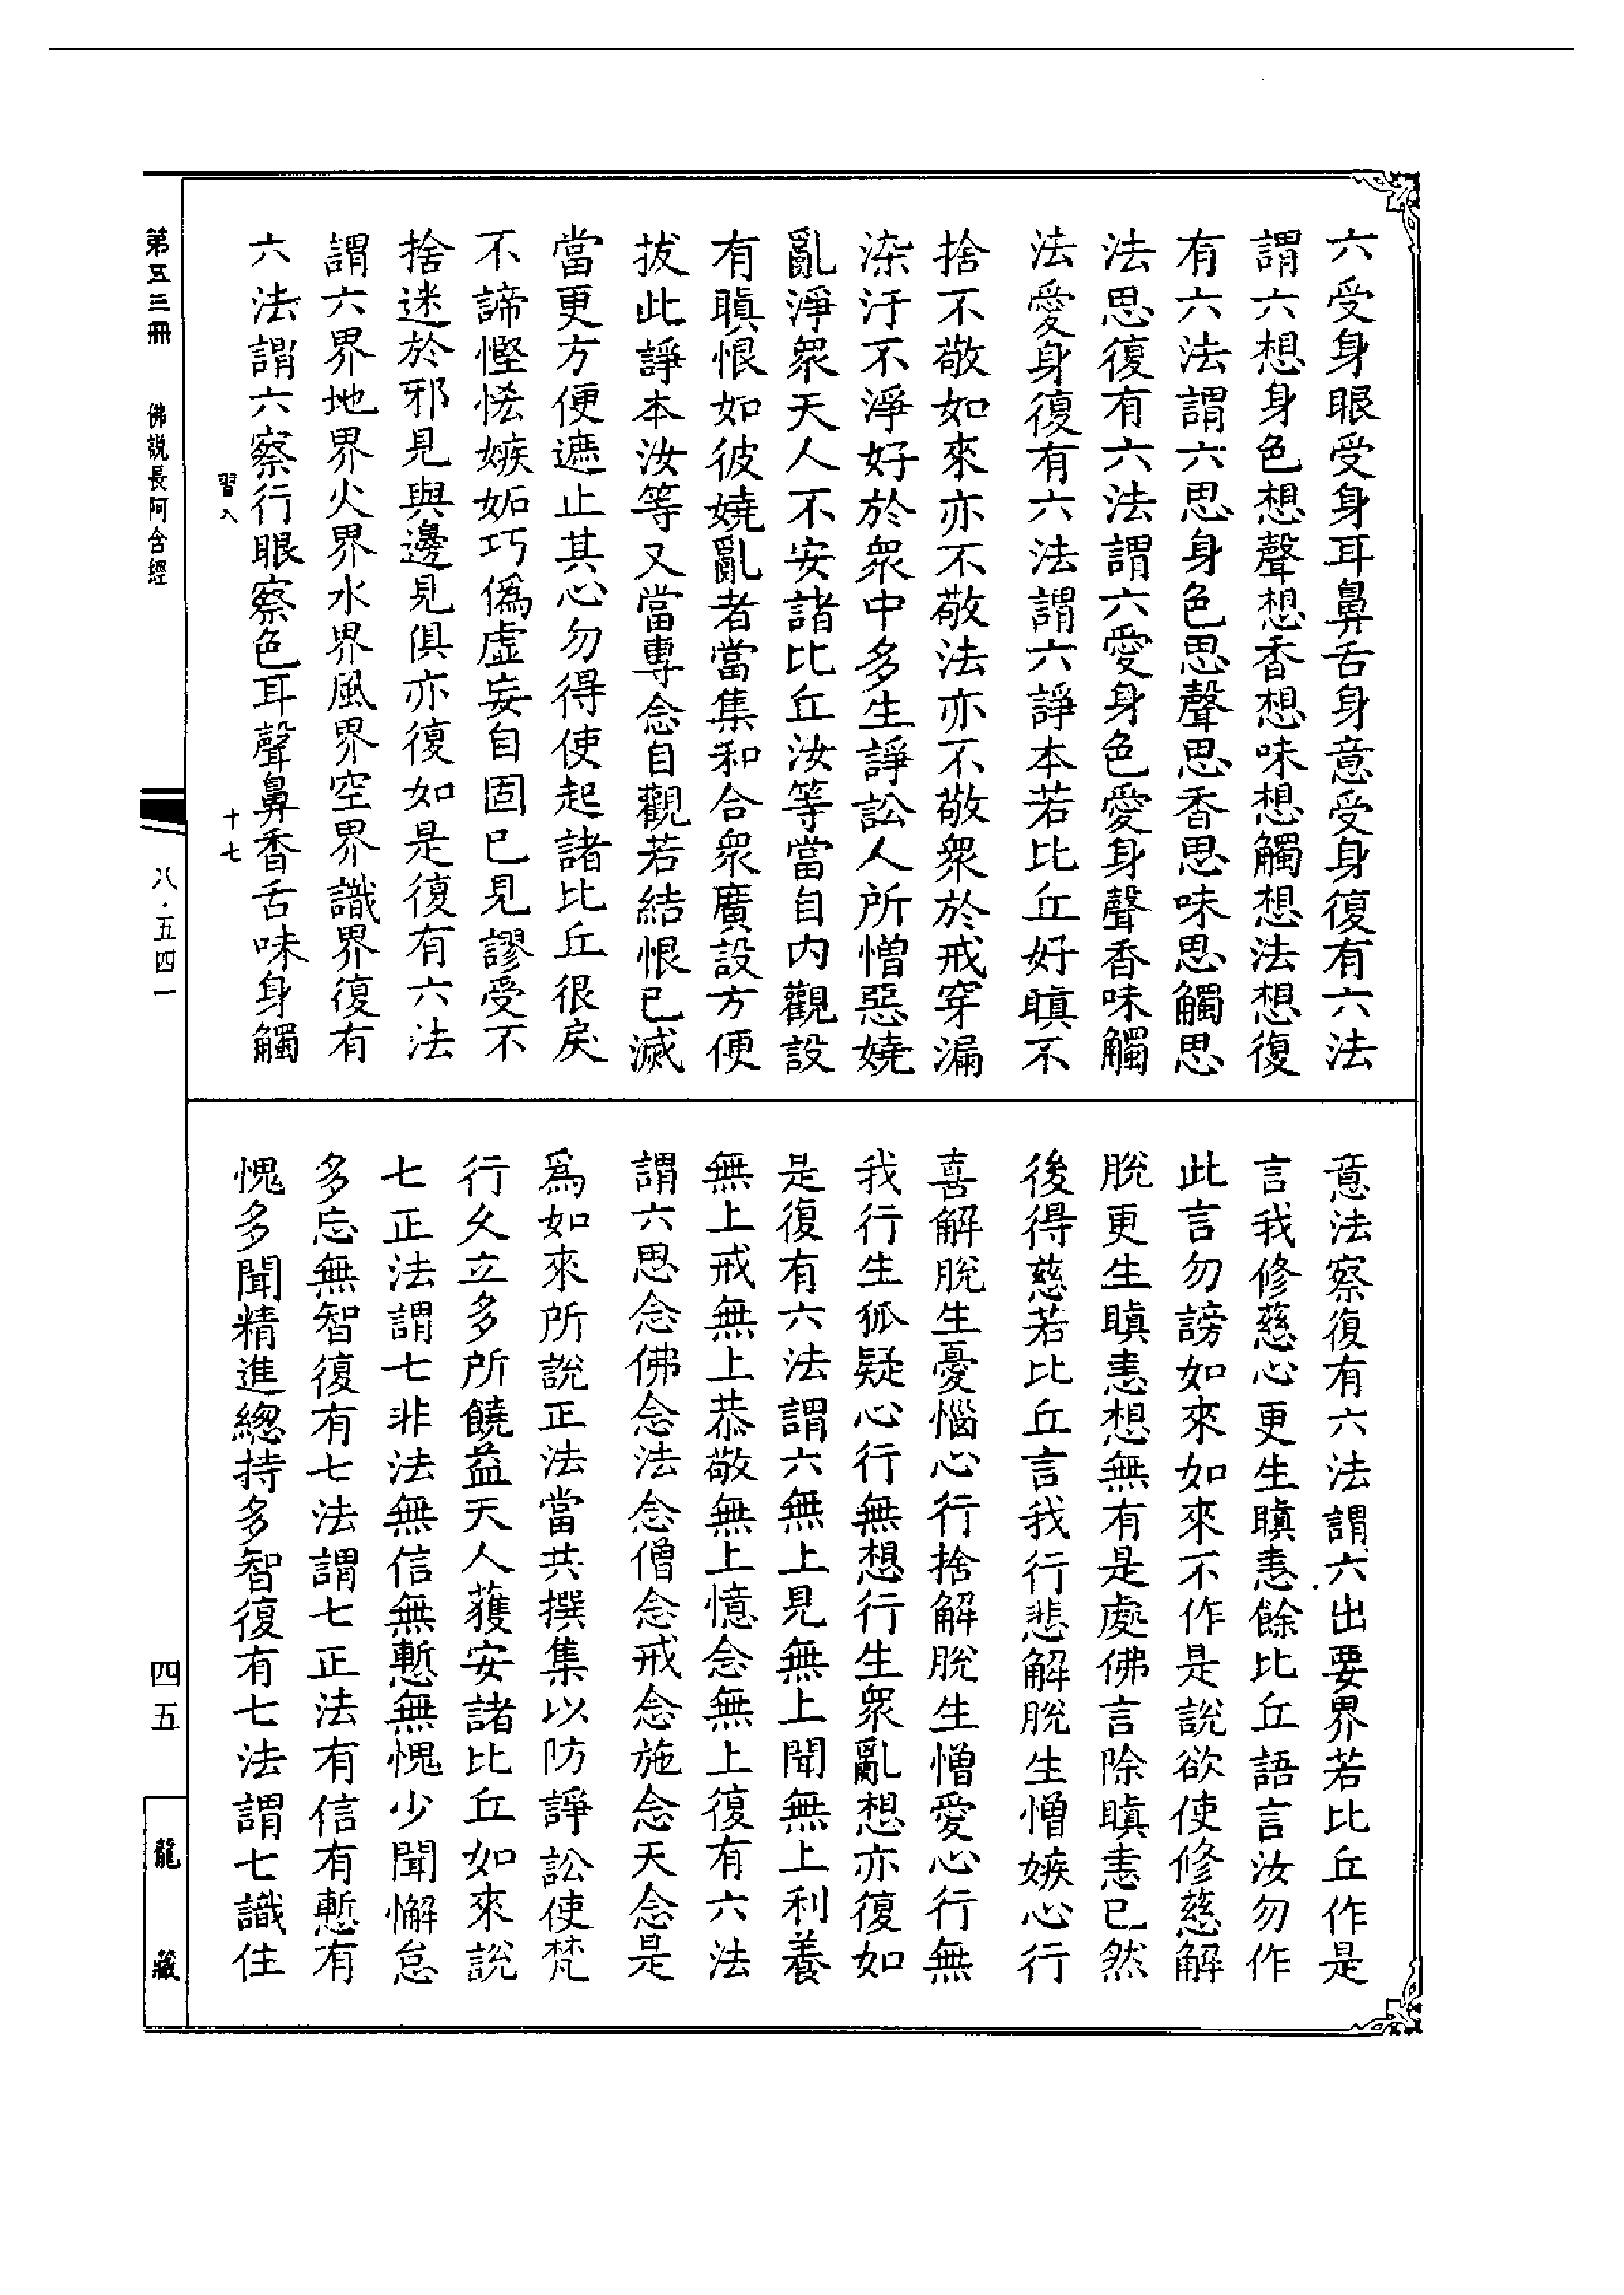 六受身眼受身耳鼻舌身意受身復有六法
謂六想身色想聲想香想味想觸想法想復
有六法謂六思身色思聲思香思味思觸思
法思復有六法謂六愛身色愛身聲香味觸
法愛身復有六法謂六諍本若比丘好瞋不
捨不敬如來亦不敬法亦不敬衆於戒穿漏
染汙不淨好於衆中多生諍訟人所憎惡嬈
亂淨衆天人不安諸比丘汝等當自內觀設
有瞋恨如彼嬈亂者當集和合衆廣設方便
拔此諍本汝等又當專念自觀若結恨已滅
當更方便遮止其心勿得使起諸比丘很戾
不諦慳悋嫉妬巧偽虛妄自固已見謬受不
捨迷於邪見與邊見俱亦復如是復有六法
謂六界地界火界水界風界空界識界復有
六法謂六察行眼察色耳聲鼻香舌味身觸
意法察復有六法謂六出要界若比丘作是
言我修慈心更生瞋恚餘比丘語言汝勿作
此言勿謗如來如來不作是說欲使修慈解
脫更生瞋恚想無有是處佛言除瞋恚已然
後得慈若比丘言我行悲解脫生憎嫉心行
喜解脫生憂惱心行捨解脫生憎愛心行無
我行生狐疑心行無想行生衆亂想亦復如
是復有六法謂六無上見無上聞無上利養
無上戒無上恭敬無上憶念無上復有六法
謂六思念佛念法念僧念戒念施念天念是
爲如來所說正法當共撰集以防諍訟使梵
行久立多所饒益天人獲安諸比丘如來說
七正法謂七非法無信無慙無愧少聞懈怠
多忘無智復有七法謂七正法有信有慙有
愧多聞精進總持多智復有七法謂七識住
習八 十七
第五三冊 佛說長阿含經
八·五四一
四五
龍藏